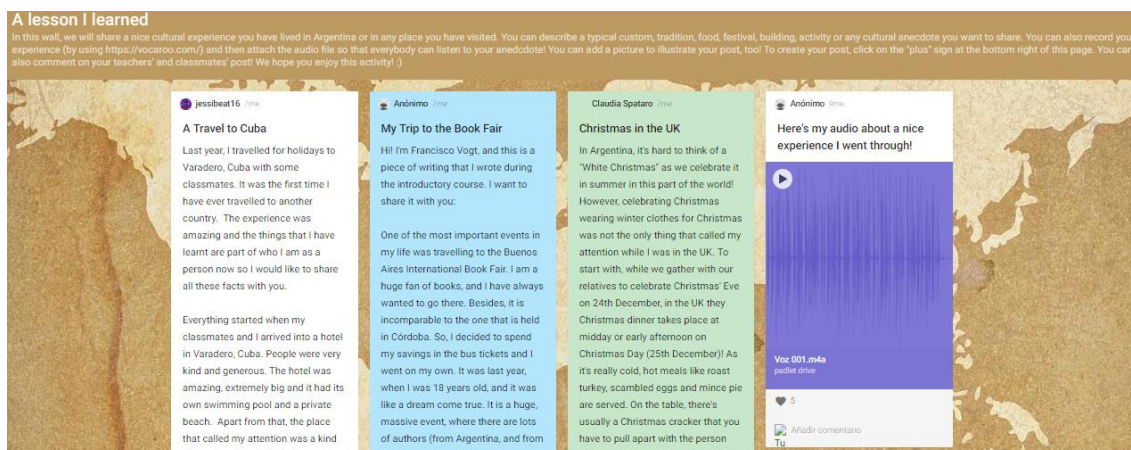 A lesson I learned
In this wall, we will share a nice cultural experience you have lived in Argentina or in any place you have visited. You can describe a typical custom, tradition, food, festival, building, activity or any cultural anecdote you want to share. You can also record you
experience (by using https://vocaroo.com/) and then attach the audio file so that everybody can listen to your anedcdote! You can add a picture to illustrate your post, too! To create your post, click on the "plus" sign at the bottom right of this page. You can
also comment on your teachers' and classmates' post! We hope you enjoy this activity! :)
jessibeat16 7me
A Travel to Cuba
Last year, I travelled for holidays to
Varadero, Cuba with some
classmates. It was the first time I
have ever travelled to another
country. The experience was
amazing and the things that I have
learnt are part of who I am as a
person now so I would like to share
all these facts with you.
Everything started when my
classmates and I arrived into a hotel
in Varadero, Cuba. People were very
kind and generous. The hotel was
amazing, extremely big and it had its
own swimming pool and a private
beach. Apart from that, the place
that called my attention was a kind
Anónimo 7me
My Trip to the Book Fair
Hi! I'm Francisco Vogt, and this is a
piece of writing that I wrote during
the introductory course. I want to
share it with you:
One of the most important events in
my life was travelling to the Buenos
Aires International Book Fair. I am a
huge fan of books, and I have always
wanted to go there. Besides, it is
incomparable to the one that is held
in Córdoba. So, I decided to spend
my savings in the bus tickets and I
went on my own. It was last year,
when I was 18 years old, and it was
like a dream come true. It is a huge,
massive event, where there are lots
of authors (from Argentina, and from
Claudia Spataro 7me
Christmas in the UK
In Argentina, it's hard to think of a
"White Christmas" as we celebrate it
in summer in this part of the world!
However, celebrating Christmas
wearing winter clothes for Christmas
was not the only thing that called my
attention while I was in the UK. To
start with, while we gather with our
relatives to celebrate Christmas' Eve
on 24th December, in the UK they
Christmas dinner takes place at
midday or early afternoon on
Christmas Day (25th December)! As
it's really cold, hot meals like roast
turkey, scambled eggs and mince pie
are served. On the table, there's
usually a Christmas cracker that you
have to pull apart with the person
Anónimo 9me
Here's my audio about a nice
experience I went through!
Voz 001.m4a
padlet drive
5
Añadir comentario
Tu